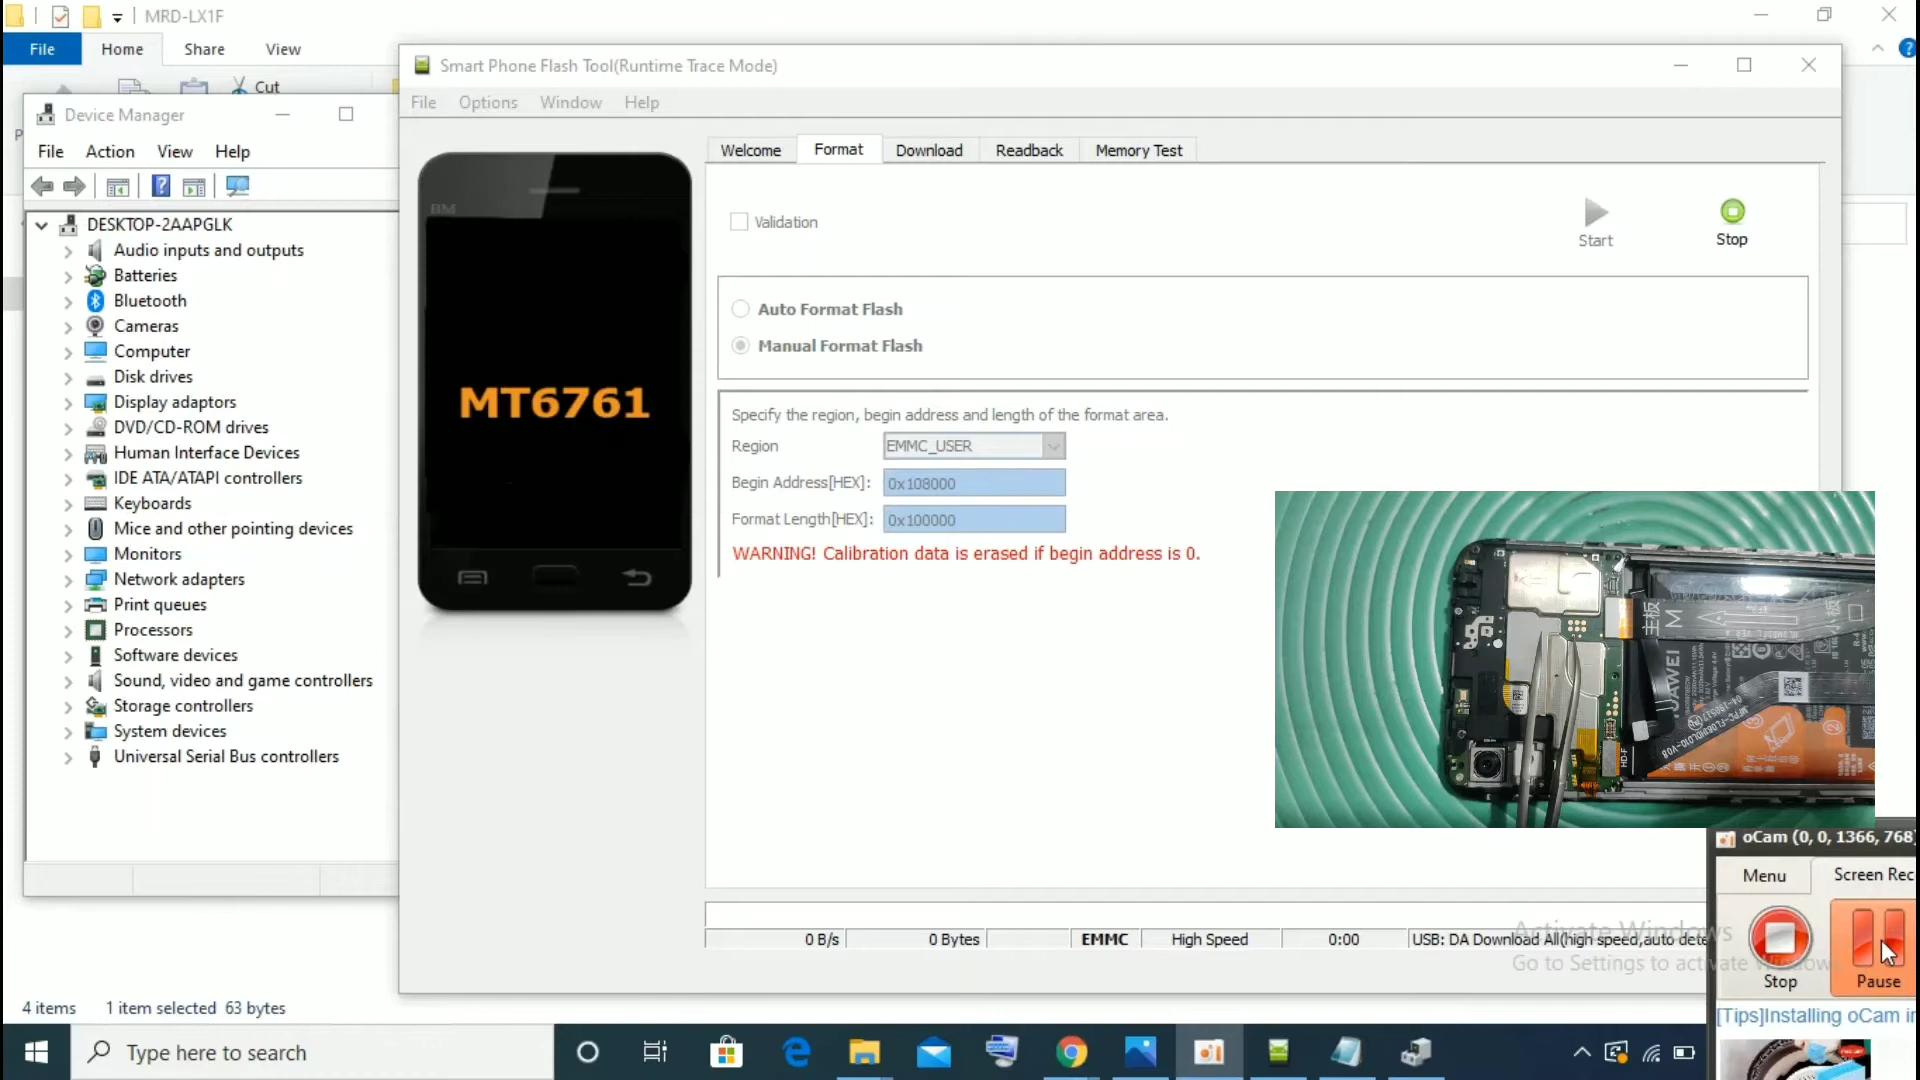 MRD-LX1F
File Home Share View
Cut
Device Manager
File Action View Help
DESKTOP-2AAPGLK
Audio inputs and outputs
Batteries
Bluetooth
Cameras
Computer
Disk drives
Display adaptors
DVD/CD-ROM drives
Human Interface Devices
IDE ATA/ATAPI controllers
Keyboards
Mice and other pointing devices
Monitors
Network adapters
Print queues
Processors
Software devices
Sound, video and game controllers
Storage controllers
System devices
Universal Serial Bus controllers
Smart Phone Flash Tool(Runtime Trace Mode)
File Options Window Help
BM
MT6761
Welcome Format Download Readback Memory Test
Validation
Start
Stop
Auto Format Flash
Manual Format Flash
Specify the region, begin address and length of the format area.
Region EMMC_USER
Begin Address[HEX]: 0x108000
Format Length[HEX]: 0x100000
WARNING! Calibration data is erased if begin address is 0.
主板
M
HUAWEI
0 B/s 0 Bytes EMMC High Speed 0:00 USB: DA Download All(high speed,auto dete
Activate Windows
Go to Settings to activate Windows.
oCam (0, 0, 1366, 768)
Menu Screen Rec
Stop Pause
[Tips]Installing oCam in
4 items 1 item selected 63 bytes
Type here to search